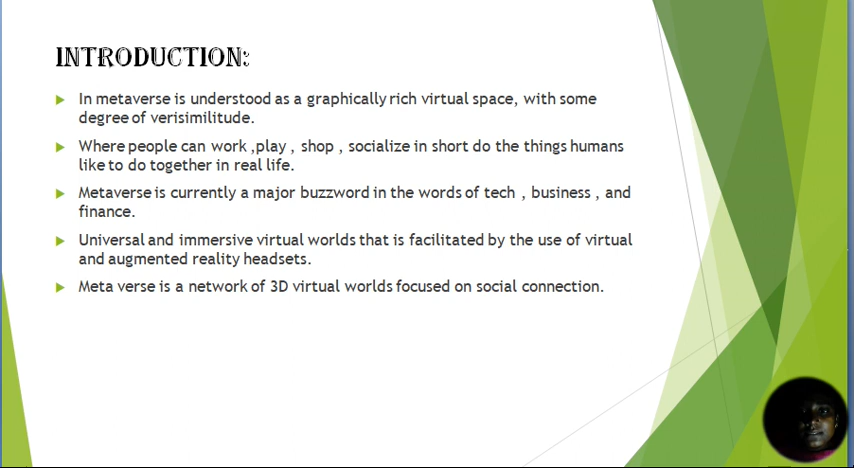 INTRODUCTION:
In metaverse is understood as a graphically rich virtual space, with some
degree of verisimilitude.
Where people can work ,play , shop , socialize in short do the things humans
like to do together in real life.
Metaverse is currently a major buzzword in the words of tech , business , and
finance.
Universal and immersive virtual worlds that is facilitated by the use of virtual
and augmented reality headsets.
Meta verse is a network of 3D virtual worlds focused on social connection.